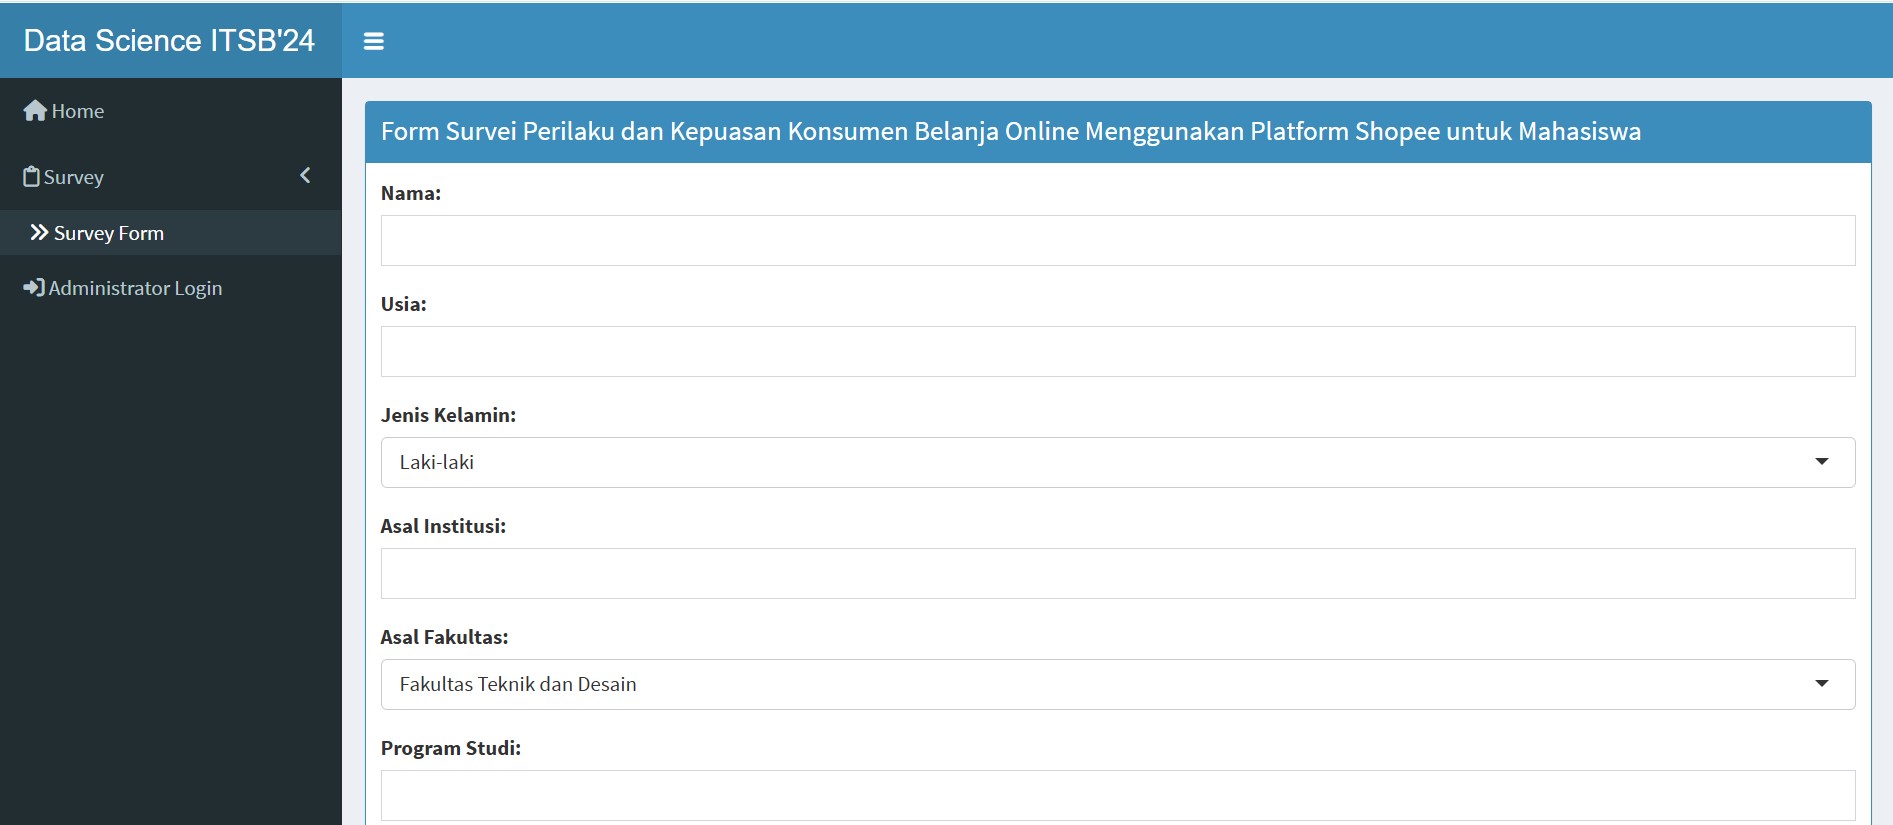 Data Science ITSB'24
Home
Survey
Survey Form
Administrator Login
Form Survei Perilaku dan Kepuasan Konsumen Belanja Online Menggunakan Platform Shopee untuk Mahasiswa
Nama:
Usia:
Jenis Kelamin:
Laki-laki
Asal Institusi:
Asal Fakultas:
Fakultas Teknik dan Desain
Program Studi: